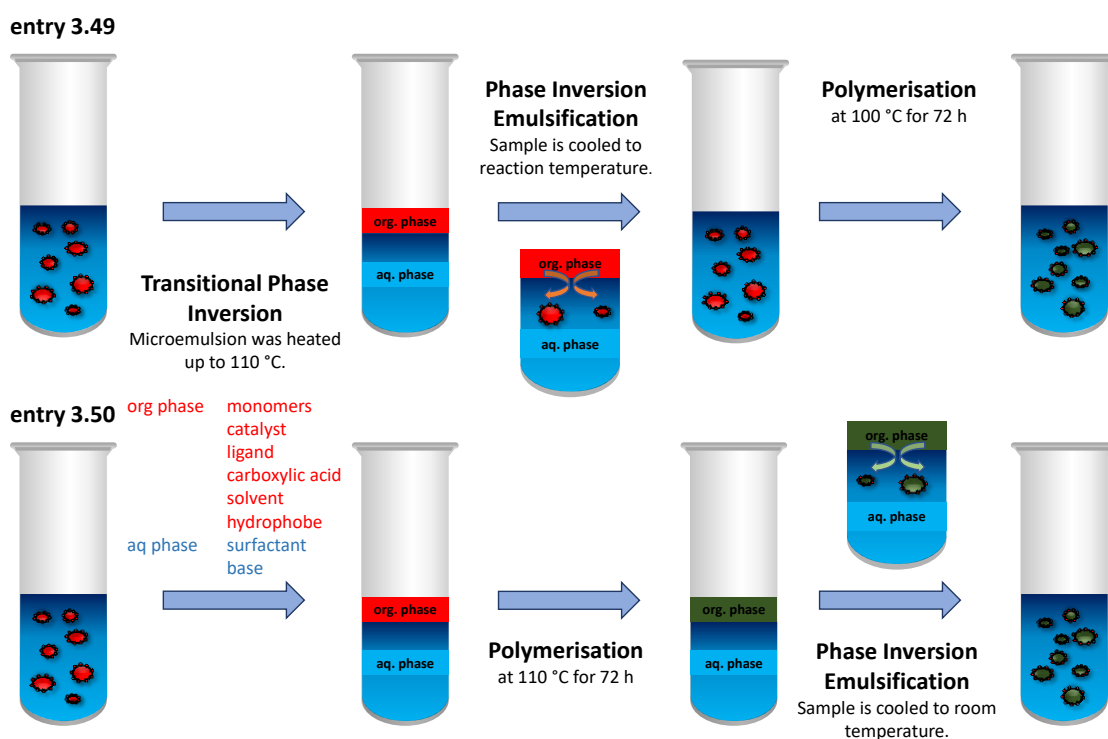 entry 3.49
Transitional Phase
Inversion
Microemulsion was heated
up to 110 °C.
org. phase
aq. phase
Phase Inversion
Emulsification
Sample is cooled to
reaction temperature.
org. phase
aq. phase
Polymerisation
at 100 °C for 72 h
entry 3.50
org phase monomers
catalyst
ligand
carboxylic acid
solvent
hydrophobe
aq phase surfactant
base
org. phase
aq. phase
Polymerisation
at 110 °C for 72 h
org. phase
aq. phase
org. phase
aq. phase
Phase Inversion
Emulsification
Sample is cooled to room
temperature.